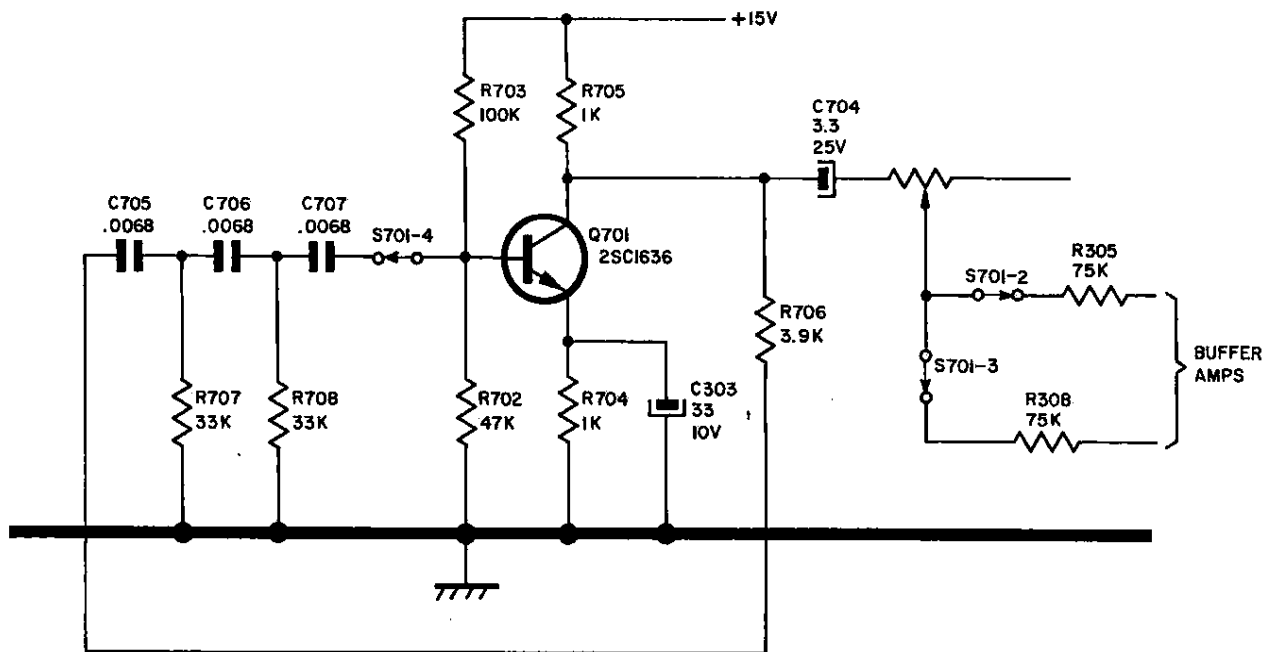 +15V
R703
100K
R705
1K
C704
3.3
25V
C705
.0068
C706
.0068
C707
.0068
S701-4
Q701
2SC1636
S701-2
R305
75K
R706
3.9K
S701-3
BUFFER
AMPS
R707
33K
R708
33K
R702
47K
R704
1K
C303
33
10V
R308
75K